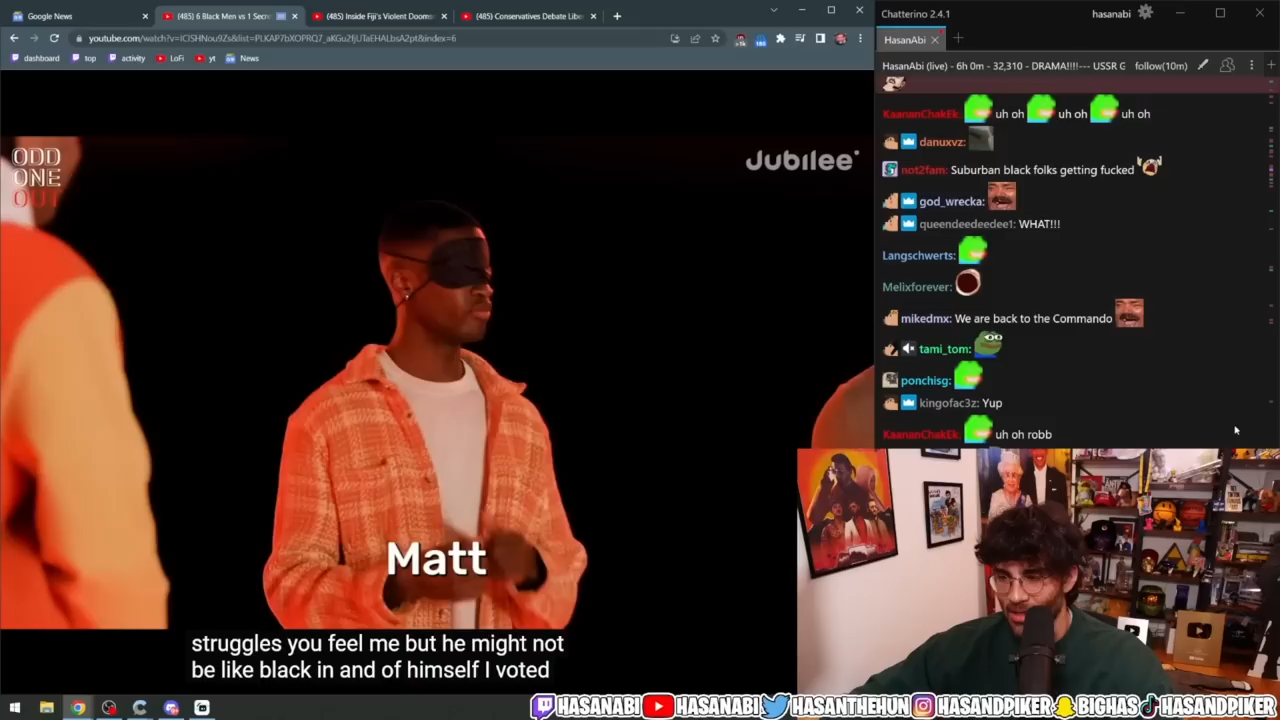 Google News
(485) 6 Black Men vs 1 Secre
(485) Inside Fiji's Violent Dooms
(485) Conservatives Debate Libe
youtube.com/watch?v=ICISHNou9Zs&list=PLKAP7bXOPRQ7_aKGu2fjUTaEHALbsA2pt&index=6
dashboard
top
activity
LoFi
yt
News
ODD
ONE
OUT
Jubilee
Matt
struggles you feel me but he might not
be like black in and of himself I voted
Chatterino 2.4.1
hasanabi
HasanAbi
HasanAbi (live) - 6h 0m - 32,310 - DRAMA!!!!--- USSR G
follow(10m)
KaananChakEk: uh oh uh oh uh oh
danuxvz:
not2fam: Suburban black folks getting fucked
god_wrecka:
queendeedeedee1: WHAT!!!
Langschwerts:
Melixforever:
mikedmx: We are back to the Commando
tami_tom:
ponchisg:
kingofac3z: Yup
KaananChakEk: uh oh robb
HASANABI HASANABI HASANTHEHUN HASANDPIKER BIGHAS HASANDPIKER